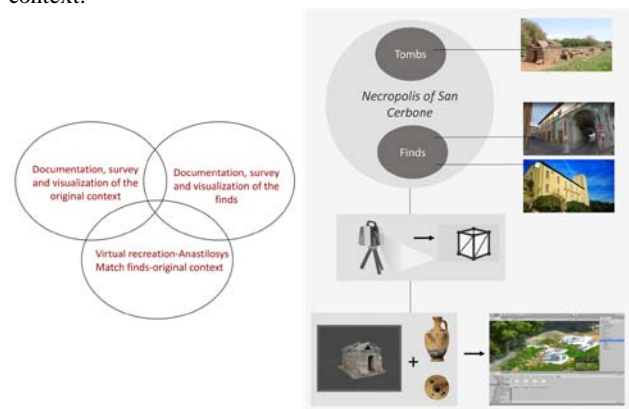 context.
Documentation, survey
and visualization of the
original context
Documentation, survey
and visualization of the
finds
Virtual recreation-Anastilosys
Match finds-original context
Tombs
Necropolis of San
Cerbone
Finds
+